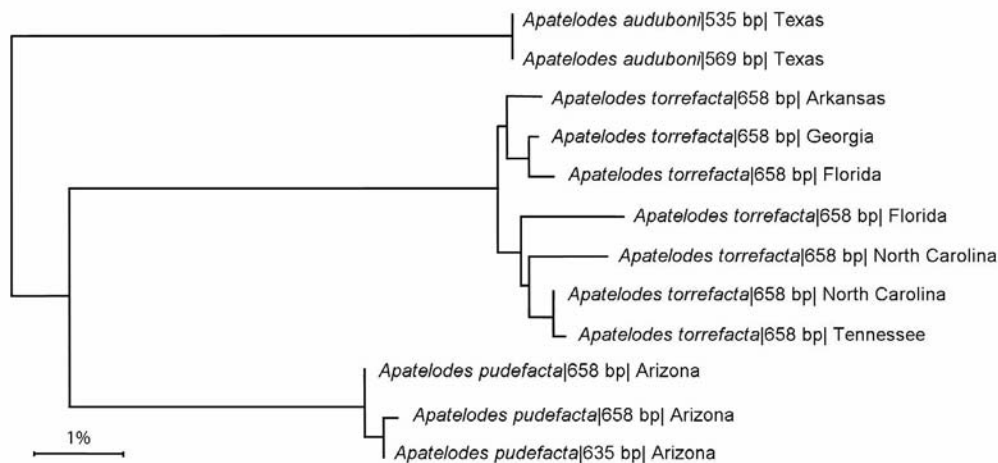 Apatelodes auduboni|535 bp| Texas
Apatelodes auduboni|569 bp| Texas
Apatelodes torrefacta|658 bp| Arkansas
Apatelodes torrefacta|658 bp| Georgia
Apatelodes torrefacta|658 bp| Florida
Apatelodes torrefacta|658 bp| Florida
Apatelodes torrefacta|658 bp| North Carolina
Apatelodes torrefacta|658 bp| North Carolina
Apatelodes torrefacta|658 bp| Tennessee
Apatelodes pudefacta|658 bp| Arizona
Apatelodes pudefacta|658 bp| Arizona
1%
Apatelodes pudefacta|635 bp| Arizona